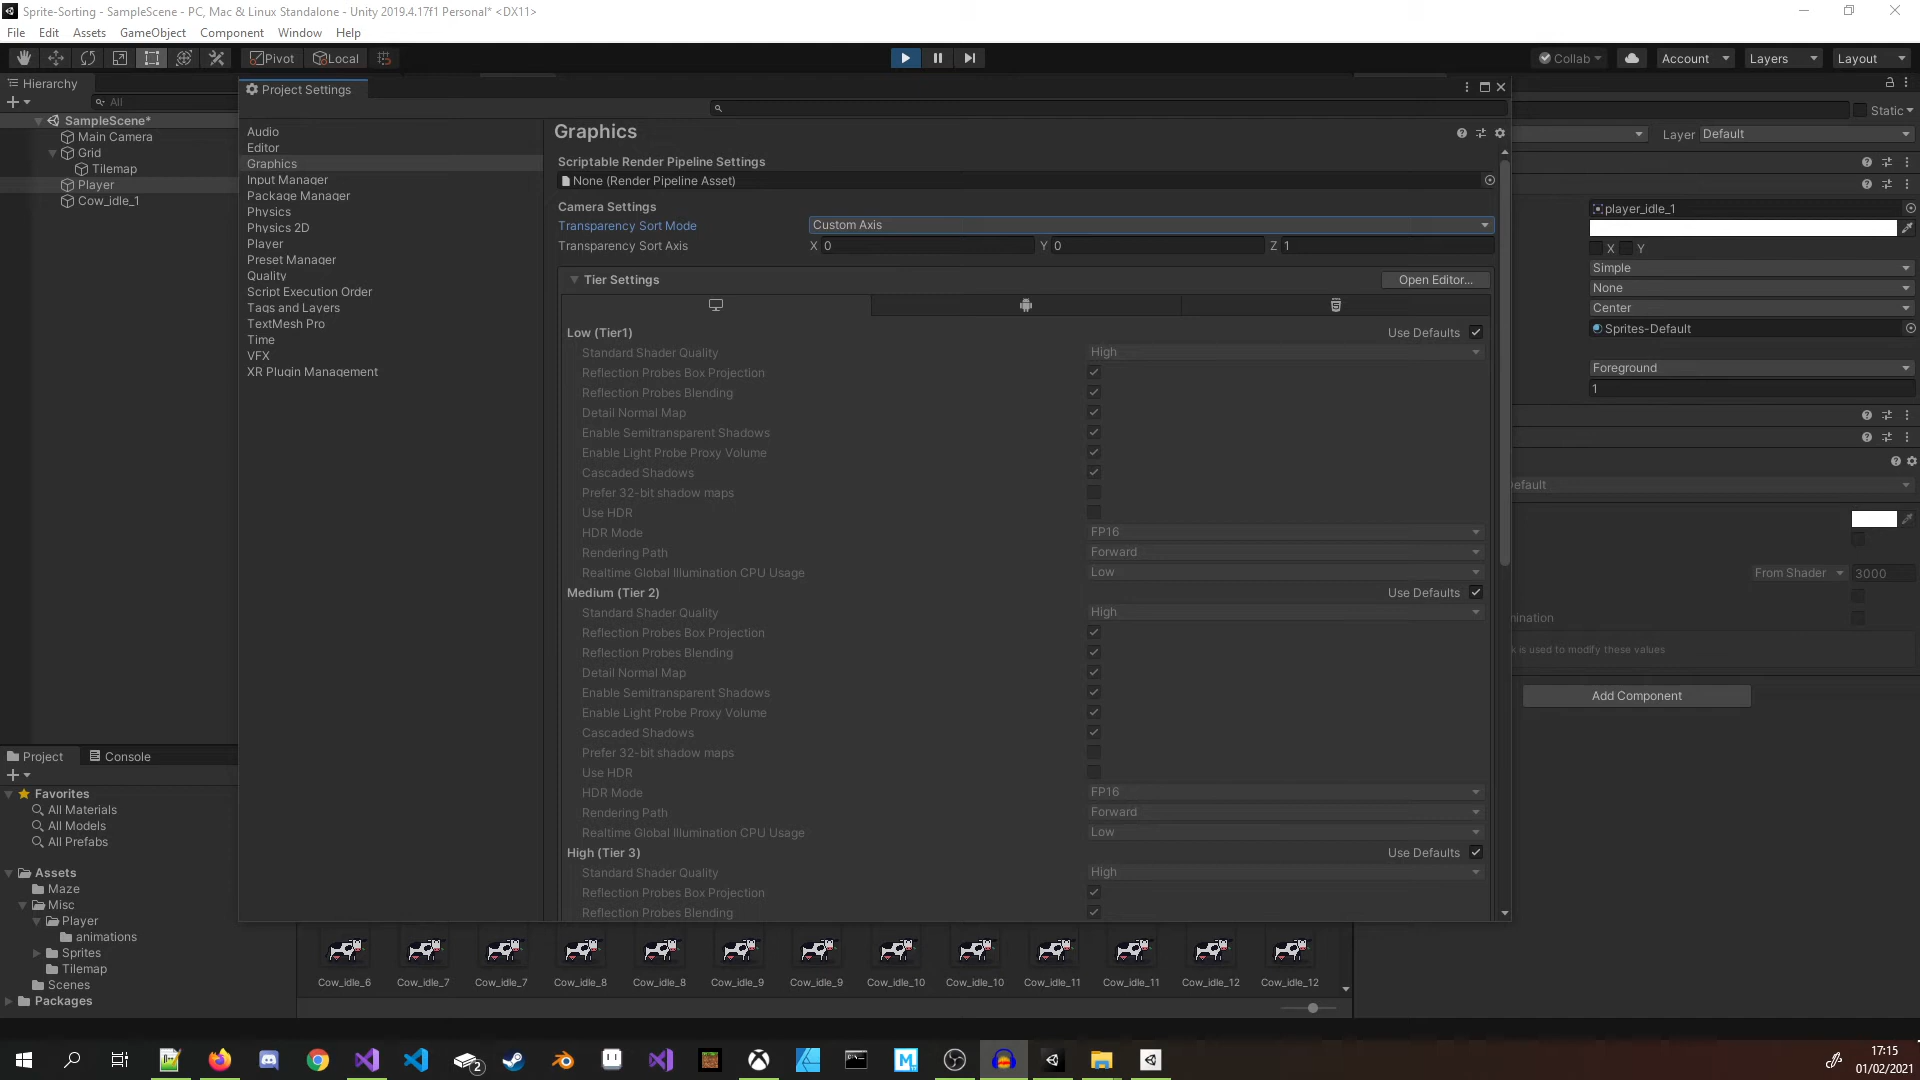 Sprite-Sorting - SampleScene - PC, Mac & Linux Standalone - Unity 2019.4.17f1 Personal* <DX11>
File Edit Assets GameObject Component Window Help
Pivot Local Collab Account Layers Layout
Hierarchy
All
SampleScene*
Main Camera
Grid
Tilemap
Player
Cow_idle_1
Project Settings
Audio
Editor
Graphics
Input Manager
Package Manager
Physics
Physics 2D
Player
Preset Manager
Quality
Script Execution Order
Tags and Layers
TextMesh Pro
Time
VFX
XR Plugin Management
Graphics
Scriptable Render Pipeline Settings
None (Render Pipeline Asset)
Camera Settings
Transparency Sort Mode Custom Axis
Transparency Sort Axis X 0 Y 0 Z 1
Tier Settings Open Editor...
Low (Tier1) Use Defaults
Standard Shader Quality High
Reflection Probes Box Projection
Reflection Probes Blending
Detail Normal Map
Enable Semitransparent Shadows
Enable Light Probe Proxy Volume
Cascaded Shadows
Prefer 32-bit shadow maps
Use HDR
HDR Mode FP16
Rendering Path Forward
Realtime Global Illumination CPU Usage Low
Medium (Tier 2) Use Defaults
Standard Shader Quality High
Reflection Probes Box Projection
Reflection Probes Blending
Detail Normal Map
Enable Semitransparent Shadows
Enable Light Probe Proxy Volume
Cascaded Shadows
Prefer 32-bit shadow maps
Use HDR
HDR Mode FP16
Rendering Path Forward
Realtime Global Illumination CPU Usage Low
High (Tier 3) Use Defaults
Standard Shader Quality High
Reflection Probes Box Projection
Reflection Probes Blending
Static
Layer Default
player_idle_1
X Y
Simple
None
Center
Sprites-Default
Foreground
1
Default
From Shader 3000
mination
k is used to modify these values
Add Component
Project Console
Favorites
All Materials
All Models
All Prefabs
Assets
Maze
Misc
Player
animations
Sprites
Tilemap
Scenes
Packages
Cow_idle_6 Cow_idle_7 Cow_idle_7 Cow_idle_8 Cow_idle_8 Cow_idle_9 Cow_idle_9 Cow_idle_10 Cow_idle_10 Cow_idle_11 Cow_idle_11 Cow_idle_12 Cow_idle_12
2
17:15
01/02/2021